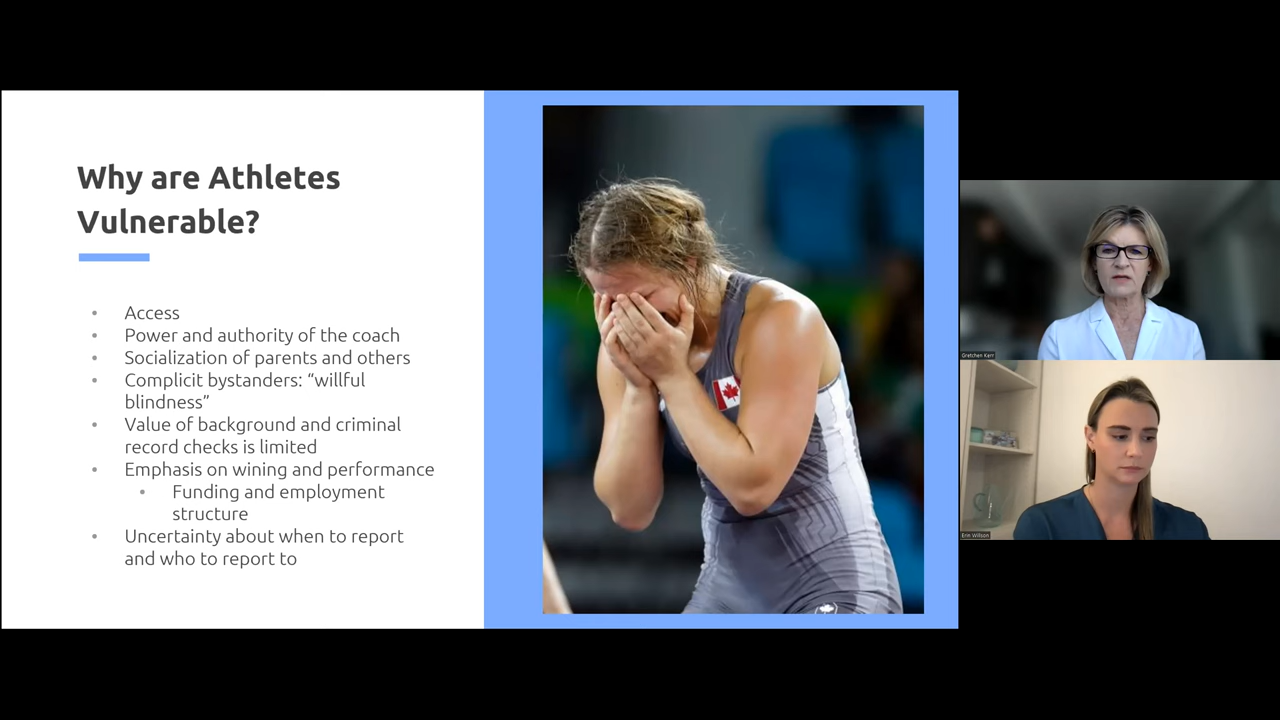 Why are Athletes
Vulnerable?
• Access
• Power and authority of the coach
• Socialization of parents and others
• Complicit bystanders: “willful
blindness”
• Value of background and criminal
record checks is limited
• Emphasis on wining and performance
• Funding and employment
structure
• Uncertainty about when to report
and who to report to
Gretchen Kerr
Erin Willson